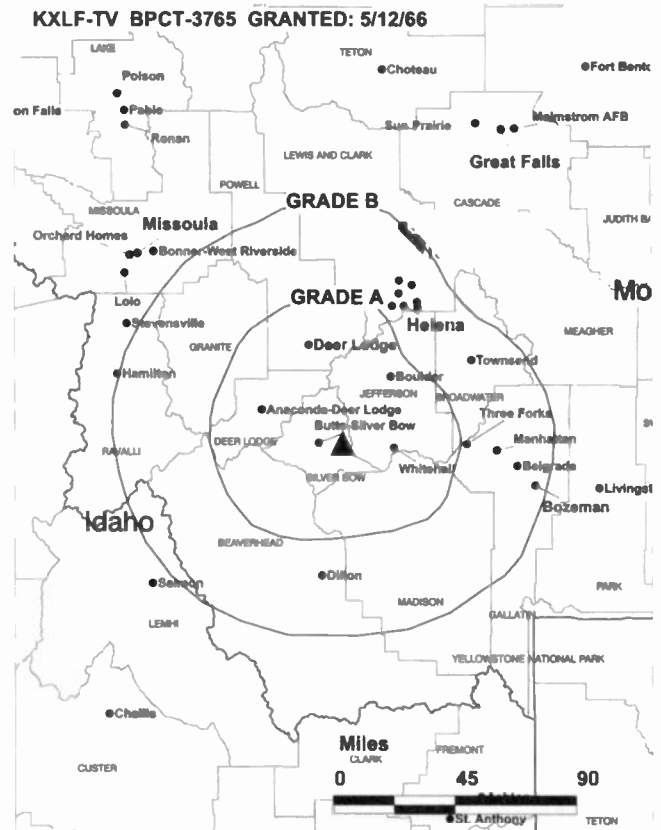 KXLF-TV BPCT-3765 GRANTED: 5/12/66
LAKE
TETON
Polson
Choteau
Fort Bento
on Falls
Pablo
Ronan
Sun Prairie
Malmstrom AFB
Great Falls
LEWIS AND CLARK
POWELL
GRADE B
CASCADE
MISSOULA
Missoula
JUDITH BA
Orchard Homes
Bonner-West Riverside
Lolo
GRADE A
Mo
Stevensville
Helena
MEAGHER
GRANITE
Deer Lodge
Townsend
Hamilton
Boulder
JEFFERSON
BROADWATER
Anaconda-Deer Lodge
Three Forks
Butte-Silver Bow
DEER LODGE
Manhattan
RAVALLI
Whitehall
Belgrade
SILVER BOW
Livingst
Bozeman
Idaho
BEAVERHEAD
Dillon
Salmon
PARK
MADISON
LEMHI
GALLATIN
YELLOWSTONE NATIONAL PARK
Challis
Miles
CLARK
FREMONT
CUSTER
0 45 90
St. Anthony
TETON